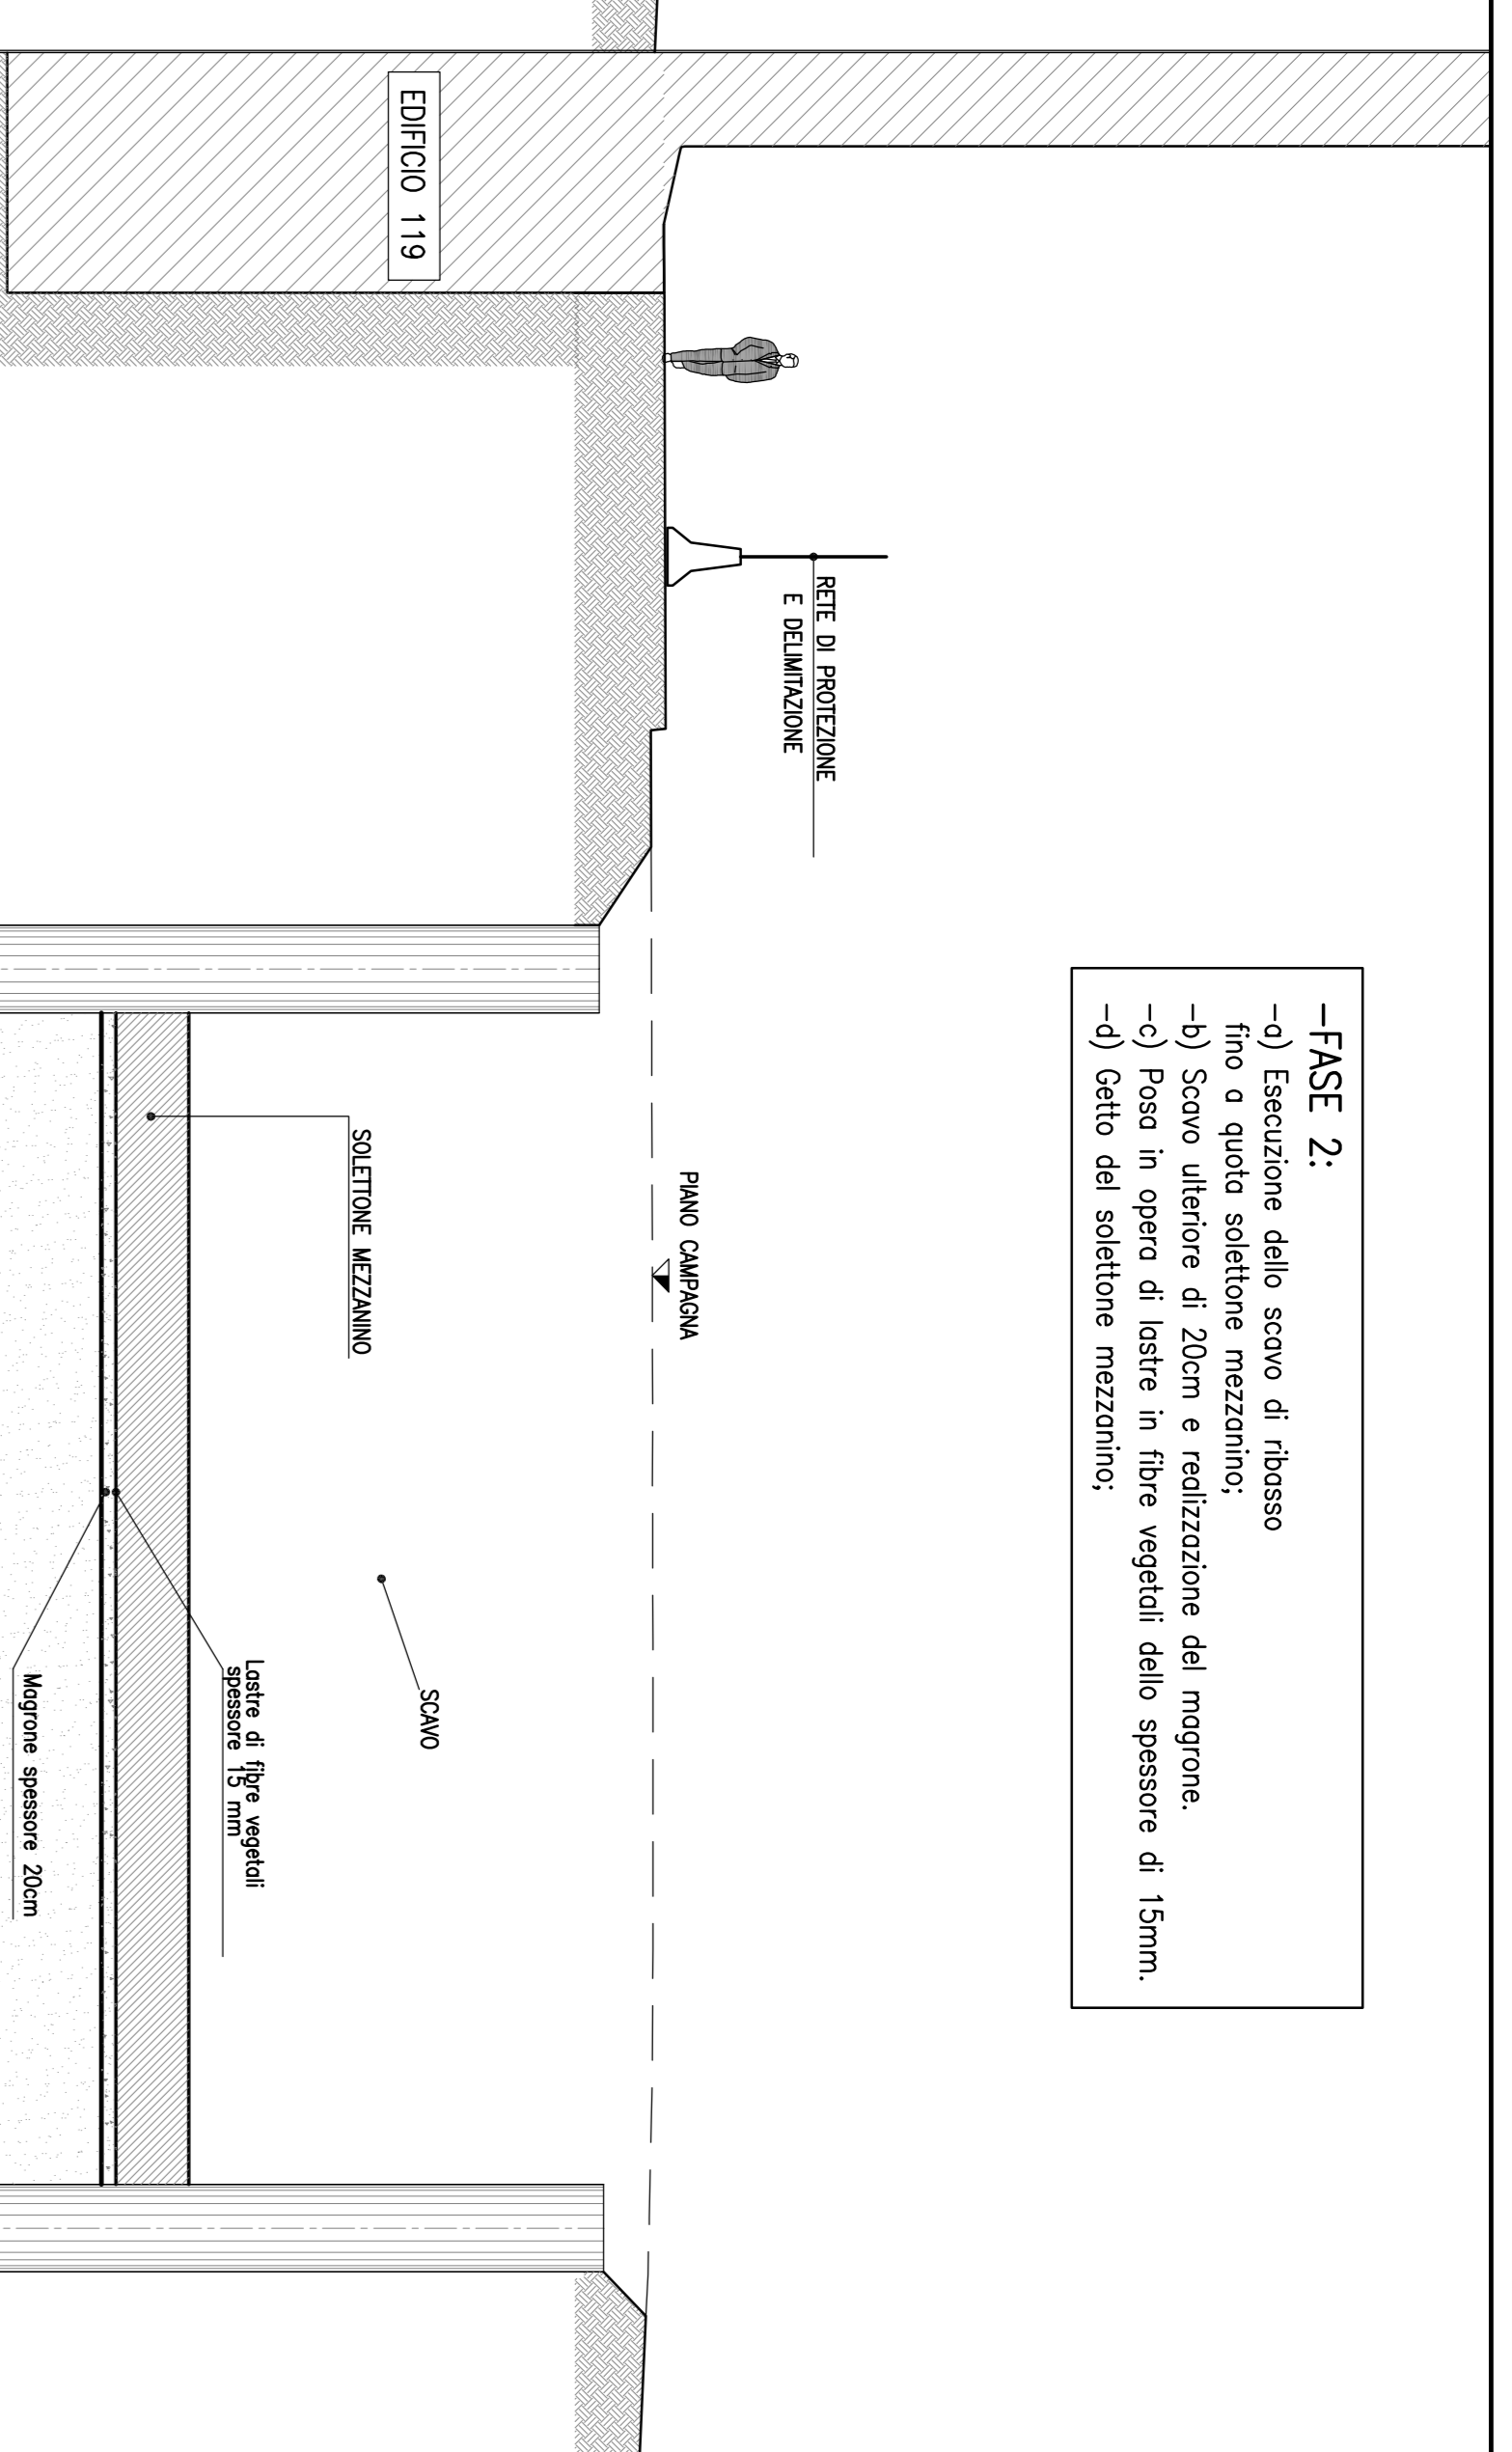 -FASE 2:
-a) Esecuzione dello scavo di ribasso
fino a quota solettone mezzanino;
-b) Scavo ulteriore di 20cm e realizzazione del magrone.
-c) Posa in opera di lastre in fibre vegetali dello spessore di 15mm.
-d) Getto del solettone mezzanino;
RETE DI PROTEZIONE
E DELIMITAZIONE
PIANO CAMPAGNA
EDIFICIO 119
SCAVO
SOLETTONE MEZZANINO
Lastre di fibre vegetali
spessore 15 mm
Magrone spessore 20cm